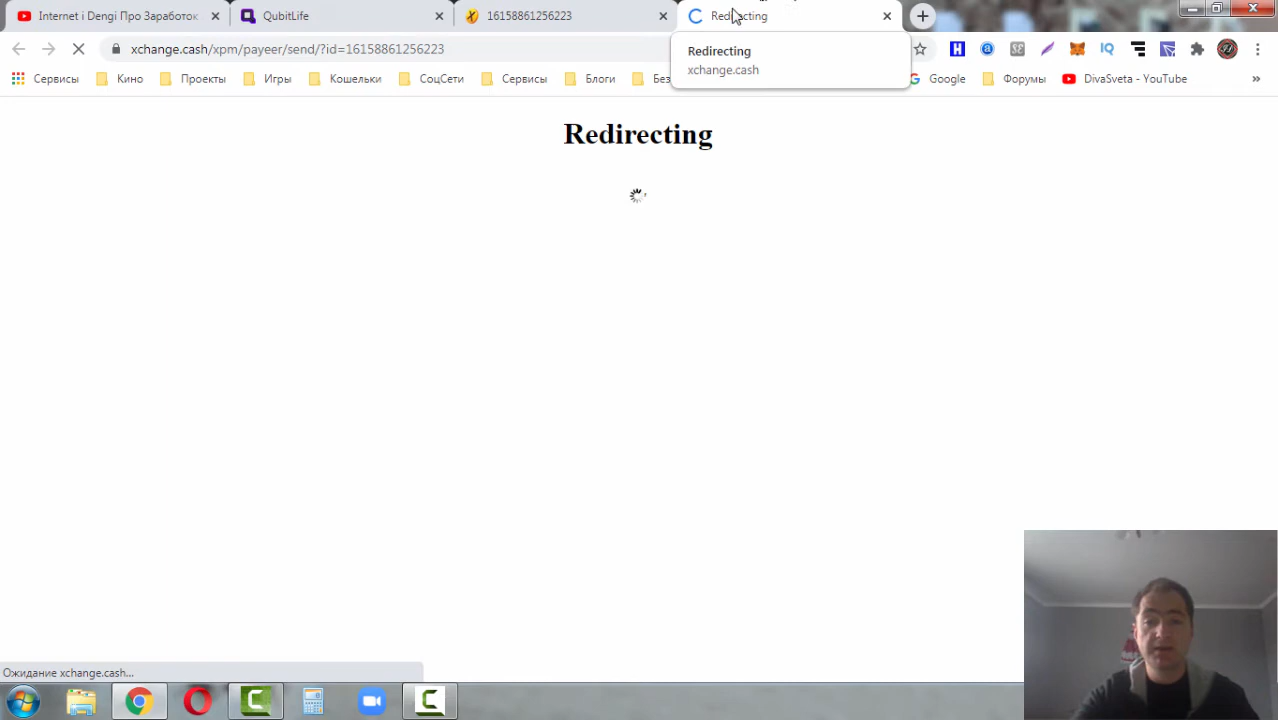 Internet i Dengi Про Заработок
QubitLife
16158861256223
Redirecting
xchange.cash/xpm/payeer/send/?id=16158861256223
Redirecting
xchange.cash
Сервисы
Кино
Проекты
Игры
Кошельки
СоцСети
Сервисы
Блоги
Без
Google
Форумы
DivaSveta - YouTube
Redirecting
Ожидание xchange.cash...